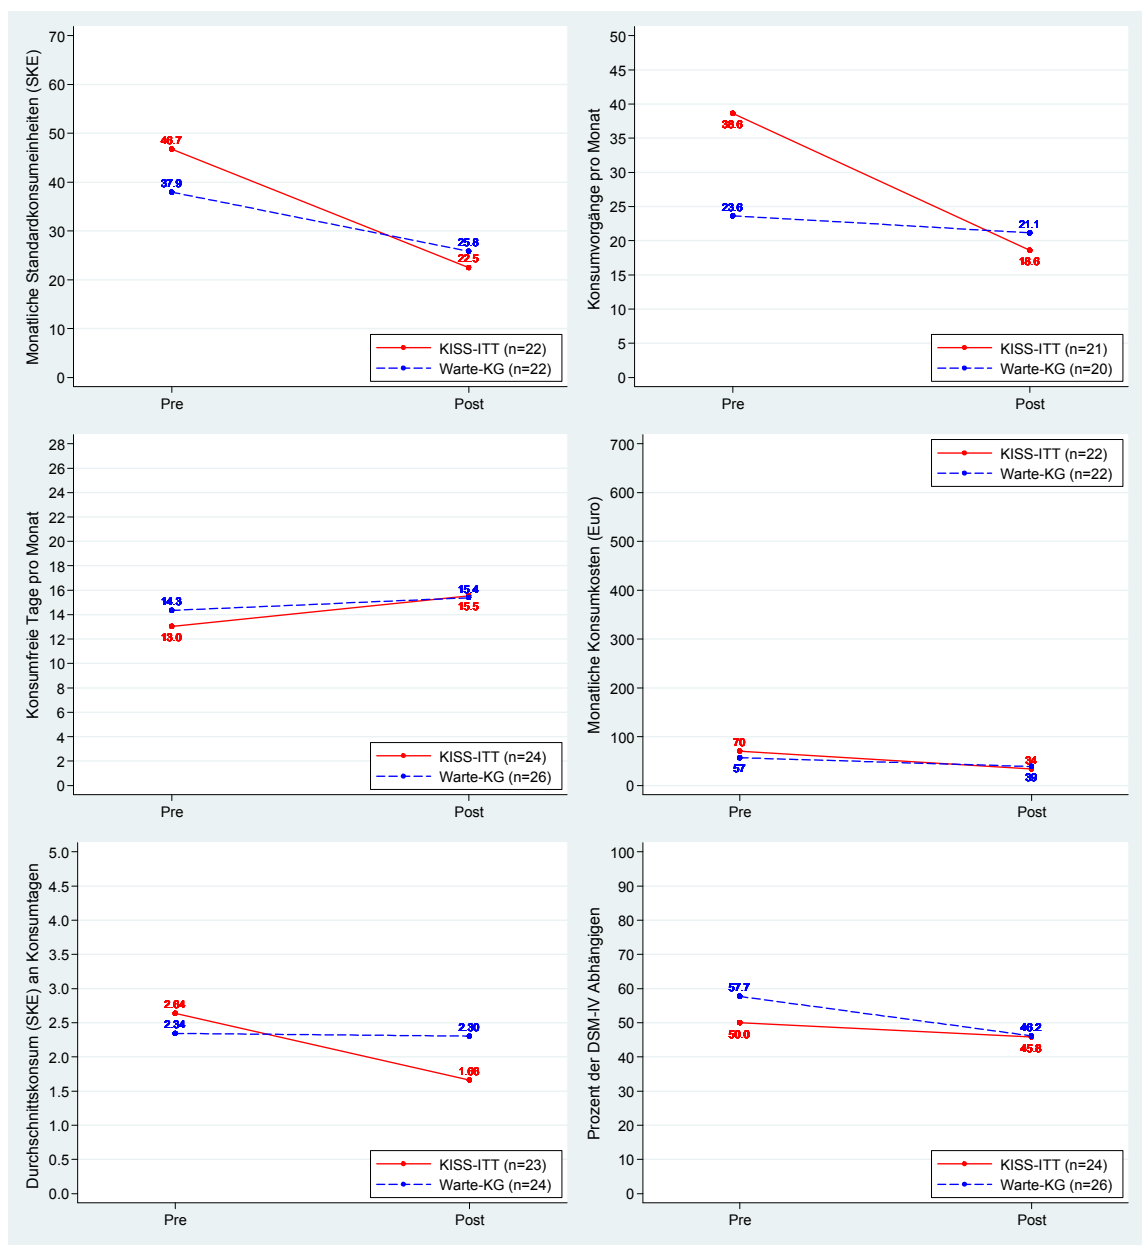 Monatliche Standardkonsumeinheiten (SKE)
70
60
50
40
30
20
10
0
46.7
37.9
25.8
22.5
KISS-ITT (n=22)
Warte-KG (n=22)
Pre
Post
Konsumvorgänge pro Monat
50
45
40
35
30
25
20
15
10
5
0
38.6
23.6
21.1
18.6
KISS-ITT (n=21)
Warte-KG (n=20)
Pre
Post
Konsumfreie Tage pro Monat
28
26
24
22
20
18
16
14
12
10
8
6
4
2
0
14.3
13.0
15.4
15.5
KISS-ITT (n=24)
Warte-KG (n=26)
Pre
Post
Monatliche Konsumkosten (Euro)
700
600
500
400
300
200
100
0
KISS-ITT (n=22)
Warte-KG (n=22)
70
57
34
39
Pre
Post
Durchschnittskonsum (SKE) an Konsumtagen
5.0
4.5
4.0
3.5
3.0
2.5
2.0
1.5
1.0
0.5
0.0
2.64
2.34
2.30
1.66
KISS-ITT (n=23)
Warte-KG (n=24)
Pre
Post
Prozent der DSM-IV Abhängigen
100
90
80
70
60
50
40
30
20
10
0
57.7
50.0
46.2
45.8
KISS-ITT (n=24)
Warte-KG (n=26)
Pre
Post